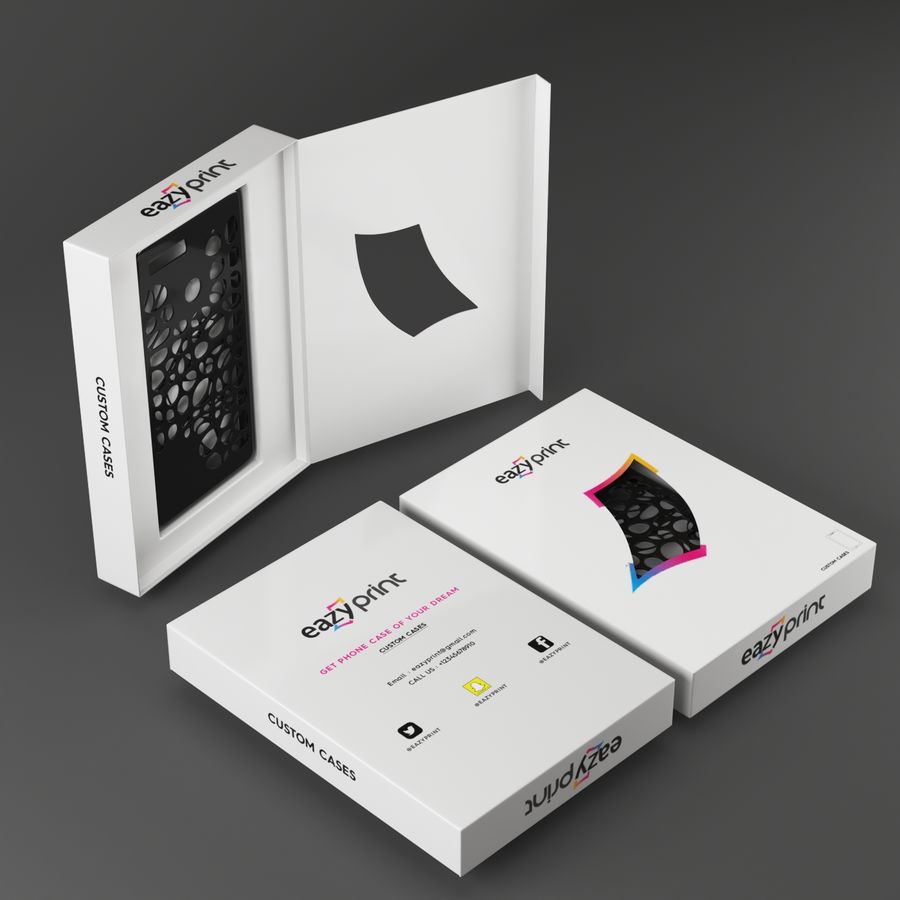 eazyprint
CUSTOM CASES
eazyprint
CUSTOM CASES
eazyprint
eazyprint
GET PHONE CASE OF YOUR DREAM
CUSTOM CASES
Email : eazyprint@gmail.com
CALL US : +12345678910
@EAZYPRINT
@EAZYPRINT
@EAZYPRINT
CUSTOM CASES
eazyprint